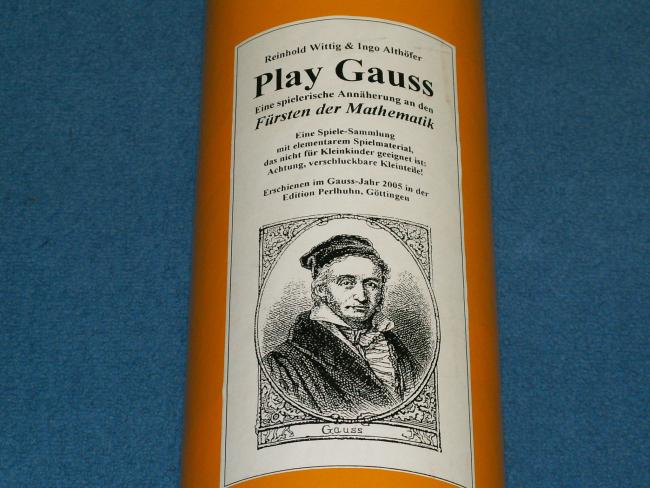 Reinhold Wittig & Ingo Althöfer
Play Gauss
Eine spielerische Annäherung an den
Fürsten der Mathematik
Eine Spiele-Sammlung
mit elementarem Spielmaterial,
das nicht für Kleinkinder geeignet ist:
Achtung, verschluckbare Kleinteile!
Erschienen im Gauss-Jahr 2005 in der
Edition Perlhuhn, Göttingen
Gauss